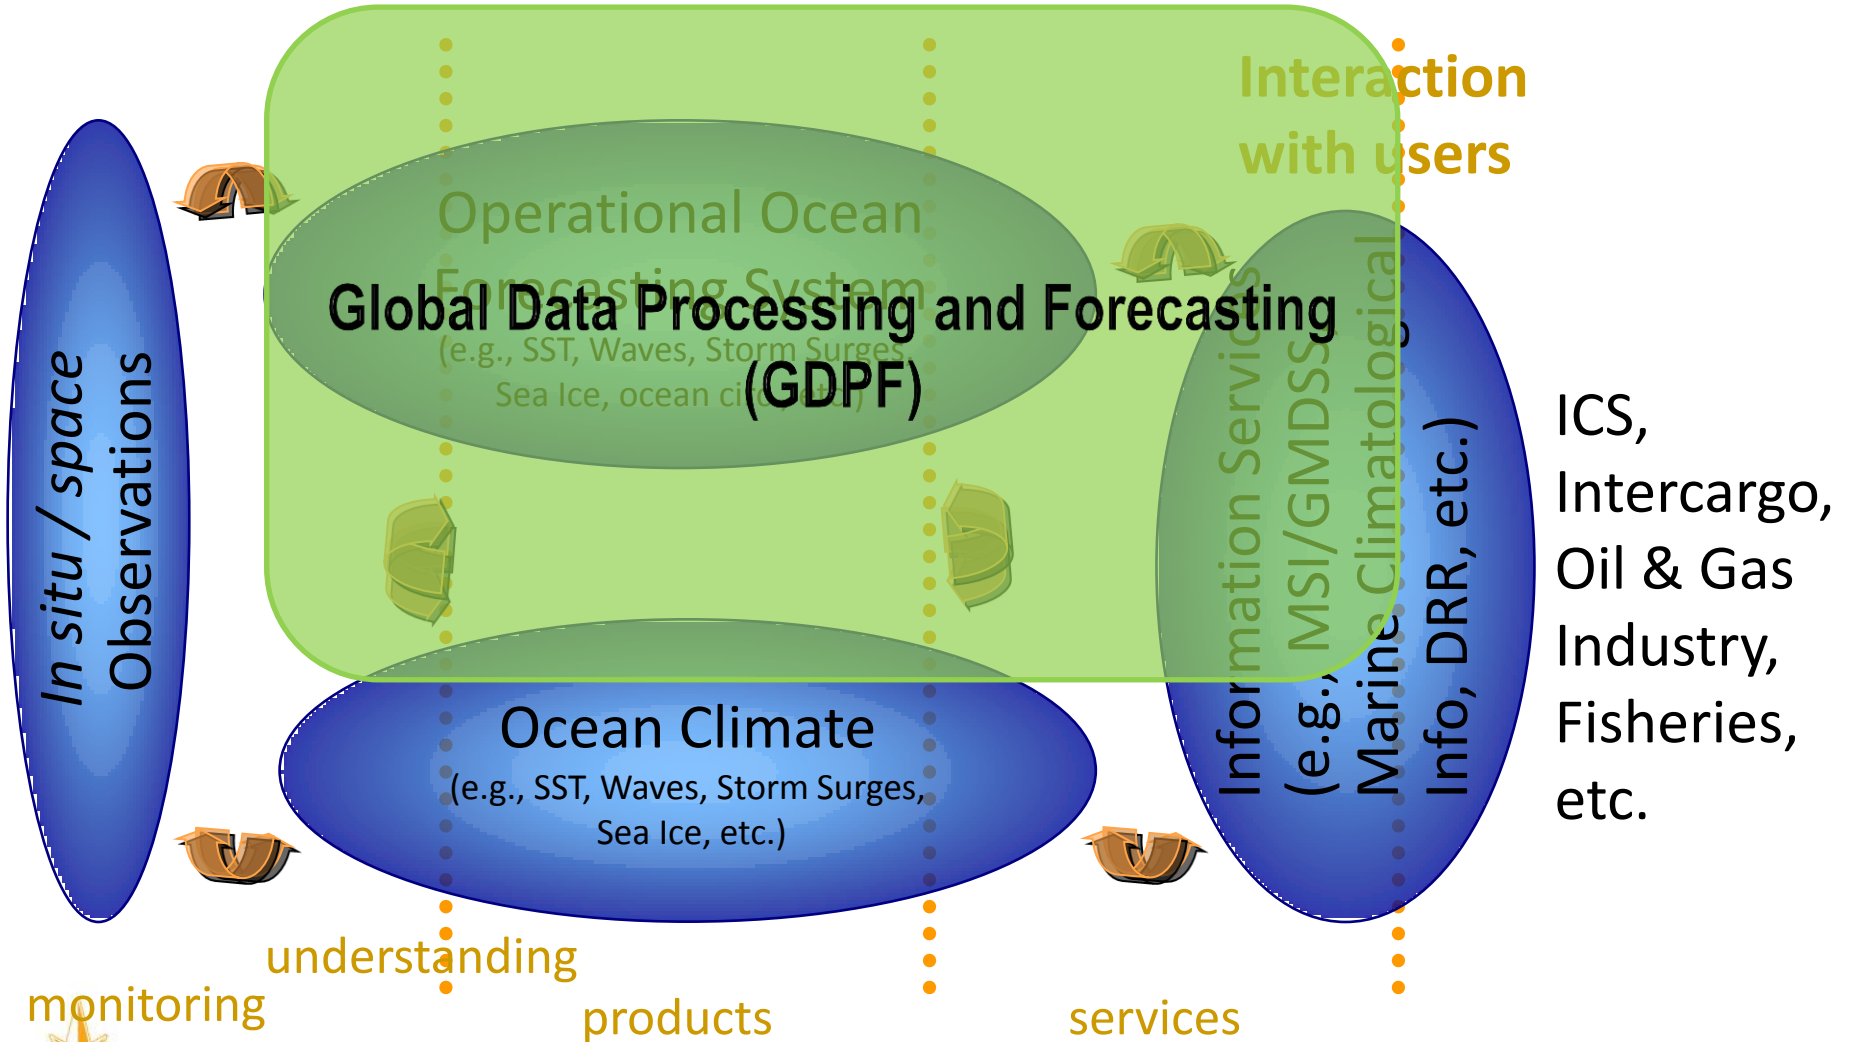 Interaction
with users
In situ / space
Observations
Operational Ocean
Forecasting System
(e.g., SST, Waves, Storm Surges,
Sea Ice, ocean circ., etc.)
Global Data Processing and Forecasting
(GDPF)
Ocean Climate
(e.g., SST, Waves, Storm Surges,
Sea Ice, etc.)
Information Services
(e.g., MSI/GMDSS,
Marine Climatological
Info, DRR, etc.)
ICS,
Intercargo,
Oil & Gas
Industry,
Fisheries,
etc.
understanding
monitoring
products
services